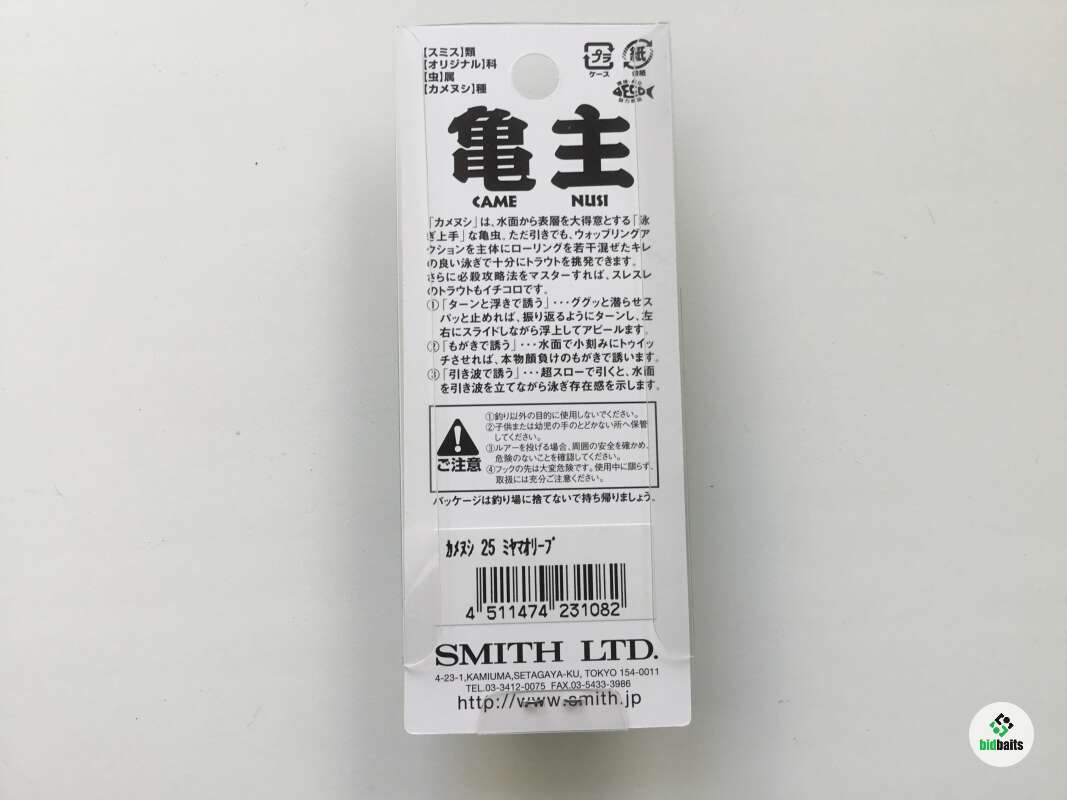 【スミス】類
【オリジナル】科
【虫】属
【カメヌシ】種
プラ
ケース
紙
台紙
亀 主
CAME NUSI
「カメヌシ」は、水面から表層を大得意とする「泳
ぎ上手」な亀虫。ただ引きでも、ウォッブリングア
クションを主体にローリングを若干混ぜたキレ
の良い泳ぎで十分にトラウトを挑発できます。
さらに必殺攻略法をマスターすれば、スレスレ
のトラウトもイチコロです。
①「ターンと浮きで誘う」・・・ググッと潜らせス
パッと止めれば、振り返るようにターンし、左
右にスライドしながら浮上してアピールます。
②「もがきで誘う」・・・水面で小刻みにトゥイッ
チさせれば、本物顔負けのもがきで誘います。
③「引き波で誘う」・・・超スローで引くと、水面
を引き波を立てながら泳ぎ存在感を示します。
ご注意
①釣り以外の目的に使用しないでください。
②子供または幼児の手のとどかない所へ保管
してください。
③ルアーを投げる場合、周囲の安全を確かめ、
危険のないことを確認してください。
④フックの先は大変危険です。使用中に限らず、
取扱には充分ご注意ください。
パッケージは釣り場に捨てないで持ち帰りましょう。
カメヌシ 25 ミヤマオリーブ
4 511474 231082
SMITH LTD.
4-23-1,KAMIUMA,SETAGAYA-KU, TOKYO 154-0011
TEL.03-3412-0075 FAX.03-5433-3986
http://www.smith.jp
bidbaits